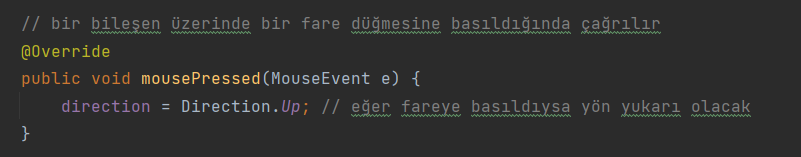 // bir bileşen üzerinde bir fare düğmesine basıldığında çağrılır
@Override
public void mousePressed(MouseEvent e) {
    direction = Direction.Up; // eğer fareye basıldıysa yön yukarı olacak
}